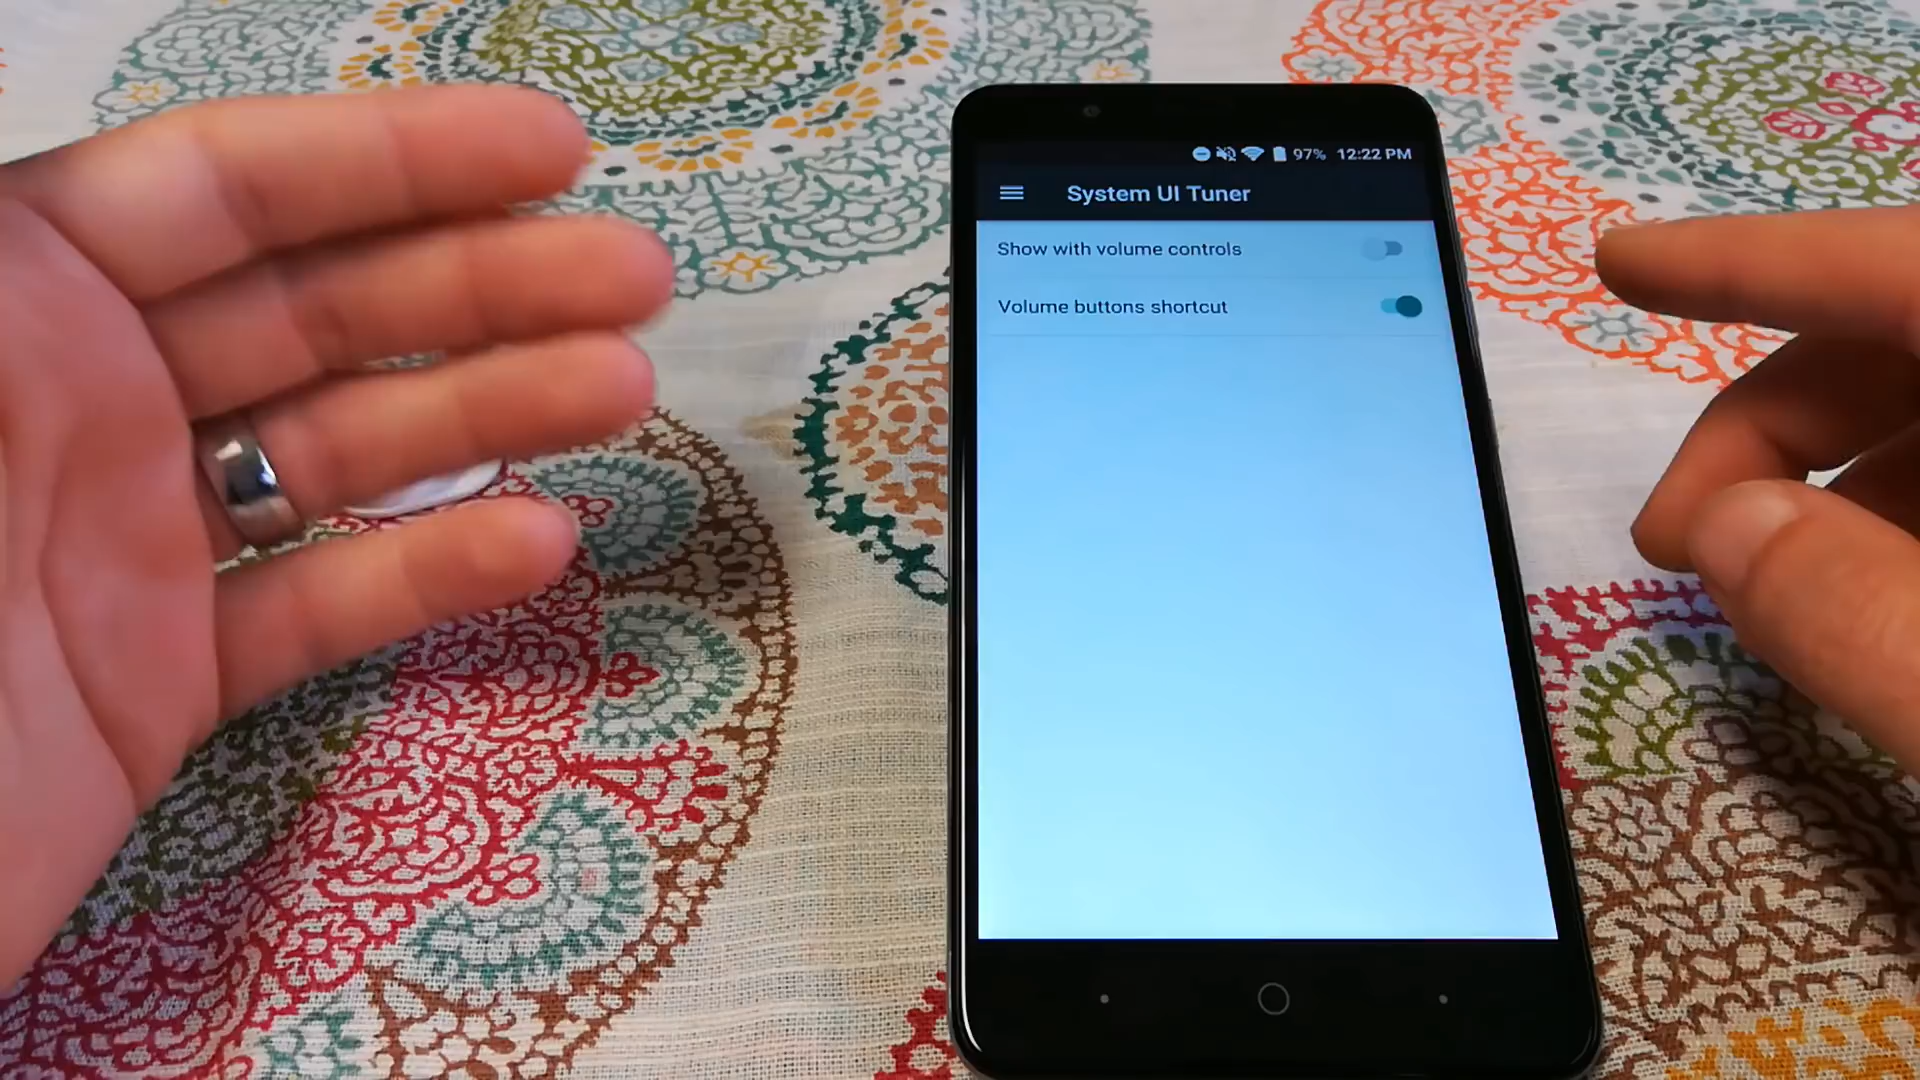 97% 12:22 PM
System UI Tuner
Show with volume controls
Volume buttons shortcut